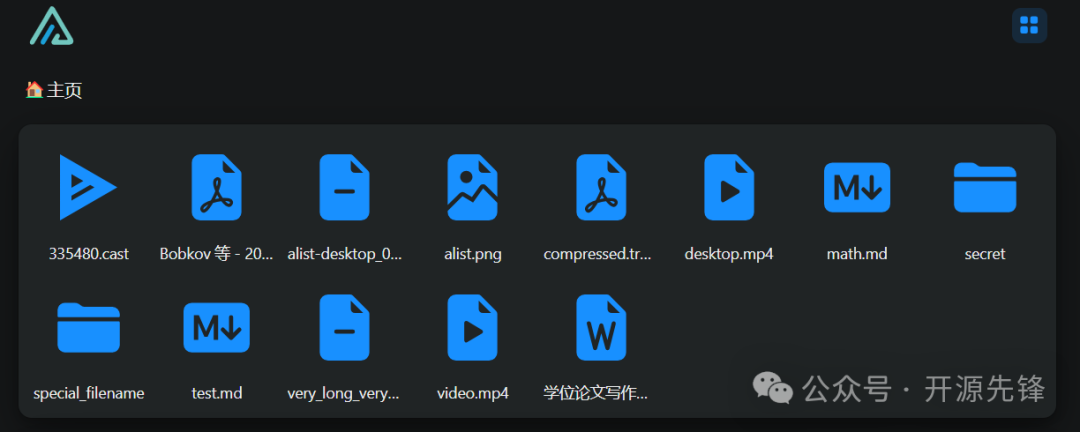 主页
335480.cast
Bobkov 等 - 20...
alist-desktop_0...
alist.png
compressed.tr...
desktop.mp4
math.md
secret
special_filename
test.md
very_long_very...
video.mp4
学位论文写作...
公众号 · 开源先锋